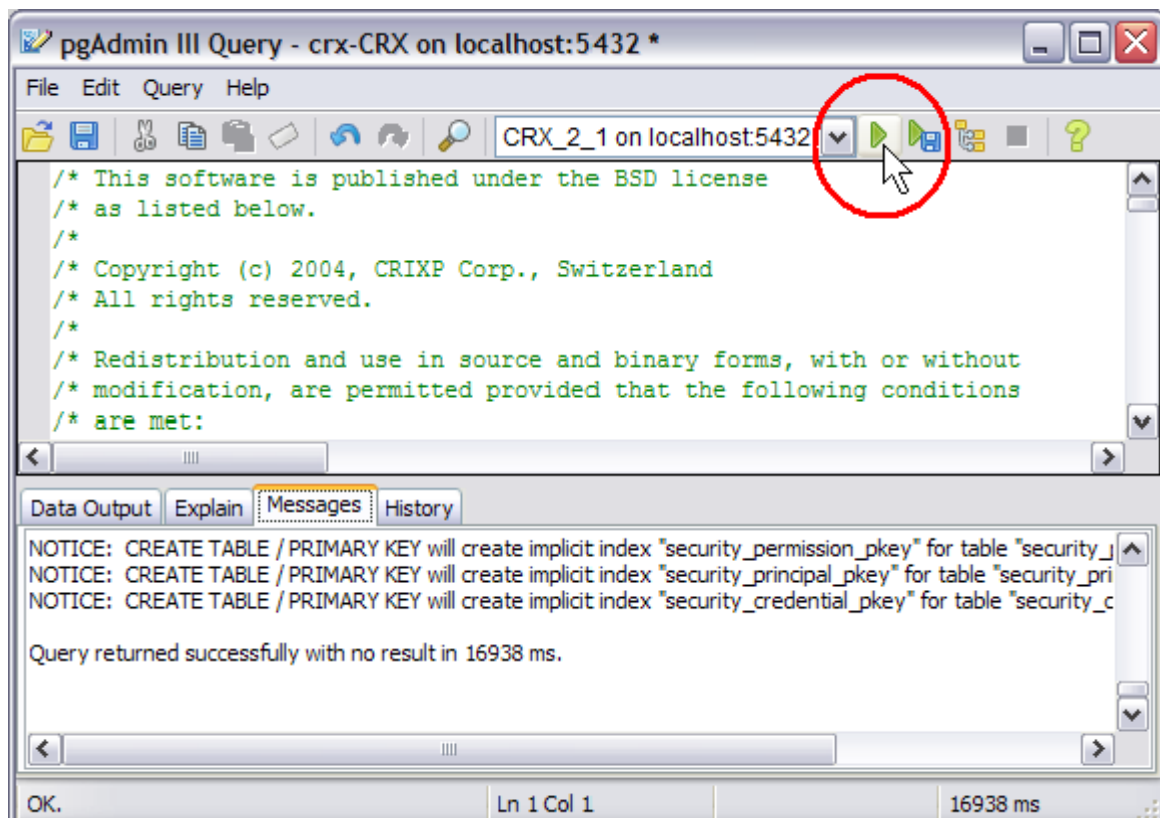 pgAdmin III Query - crx-CRX on localhost:5432 *
File Edit Query Help
CRX_2_1 on localhost:5432
/* This software is published under the BSD license
/* as listed below.
/*
/* Copyright (c) 2004, CRIXP Corp., Switzerland
/* All rights reserved.
/*
/* Redistribution and use in source and binary forms, with or without
/* modification, are permitted provided that the following conditions
/* are met:
Data Output Explain Messages History
NOTICE: CREATE TABLE / PRIMARY KEY will create implicit index "security_permission_pkey" for table "security_
NOTICE: CREATE TABLE / PRIMARY KEY will create implicit index "security_principal_pkey" for table "security_pri
NOTICE: CREATE TABLE / PRIMARY KEY will create implicit index "security_credential_pkey" for table "security_c
Query returned successfully with no result in 16938 ms.
OK. Ln 1 Col 1 16938 ms